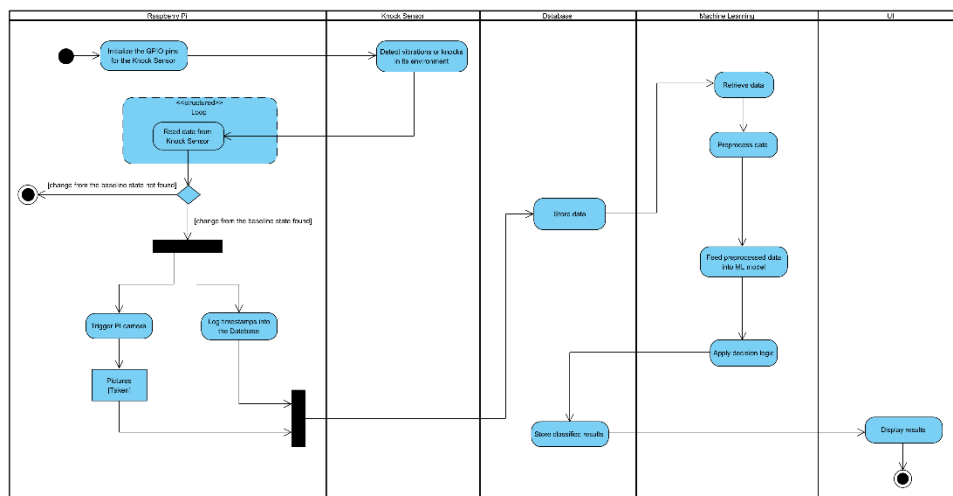 Raspberry Pi
Knock Sensor
Database
Machine Learning
UI
Initialize the GPIO pins
for the Knock Sensor
Detect vibrations or knocks
in its environment
<<structured>>
Loop
Read data from
Knock Sensor
[change from the baseline state not found]
[change from the baseline state found]
Trigger Pi camera
Log timestamps into
the Database
Pictures
[Taken]
Store data
Retrieve data
Preprocess data
Feed preprocessed data
into ML model
Apply decision logic
Store classified results
Display results